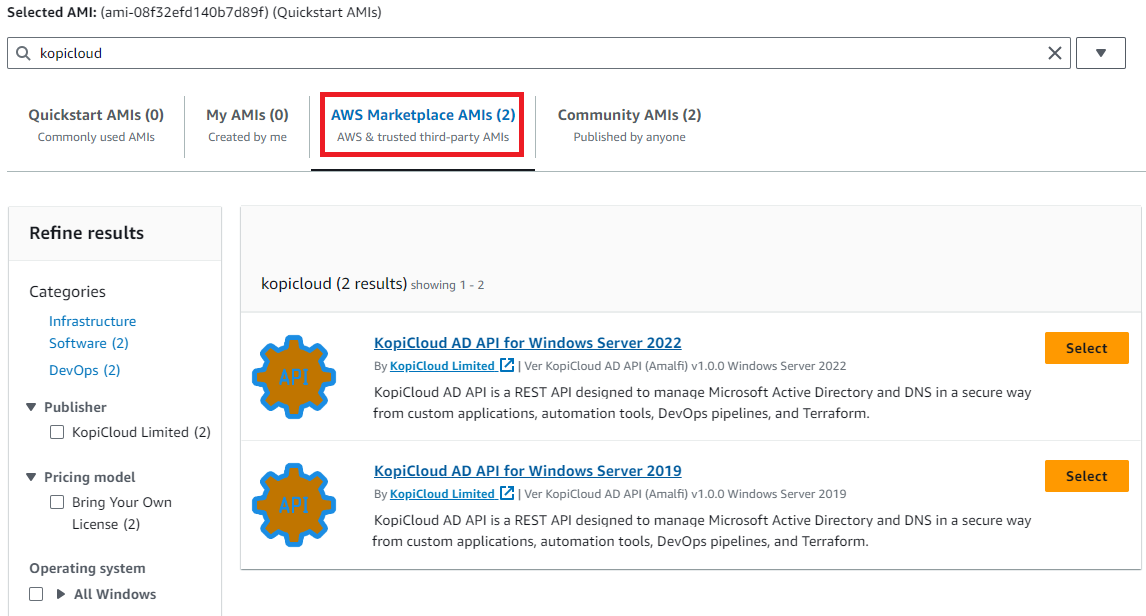 Selected AMI: (ami-08f32efd140b7d89f) (Quickstart AMIs)
kopicloud
Quickstart AMIs (0)
Commonly used AMIs
My AMIs (0)
Created by me
AWS Marketplace AMIs (2)
AWS & trusted third-party AMIs
Community AMIs (2)
Published by anyone
Refine results
Categories
Infrastructure
Software (2)
DevOps (2)
Publisher
KopiCloud Limited (2)
Pricing model
Bring Your Own
License (2)
Operating system
All Windows
kopicloud (2 results) showing 1 - 2
API
KopiCloud AD API for Windows Server 2022
By KopiCloud Limited | Ver KopiCloud AD API (Amalfi) v1.0.0 Windows Server 2022
KopiCloud AD API is a REST API designed to manage Microsoft Active Directory and DNS in a secure way
from custom applications, automation tools, DevOps pipelines, and Terraform.
Select
API
KopiCloud AD API for Windows Server 2019
By KopiCloud Limited | Ver KopiCloud AD API (Amalfi) v1.0.0 Windows Server 2019
KopiCloud AD API is a REST API designed to manage Microsoft Active Directory and DNS in a secure way
from custom applications, automation tools, DevOps pipelines, and Terraform.
Select